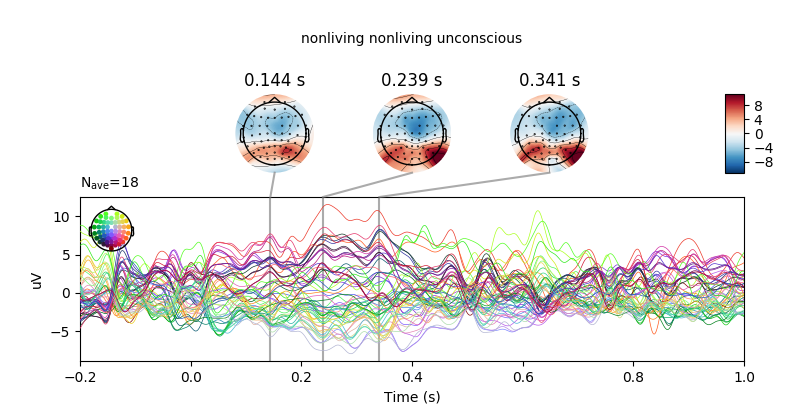 nonliving nonliving unconscious
0.144 s 0.239 s 0.341 s
8
4
0
−4
−8
Nave=18
10
5
0
−5
uV
−0.2 0.0 0.2 0.4 0.6 0.8 1.0
Time (s)